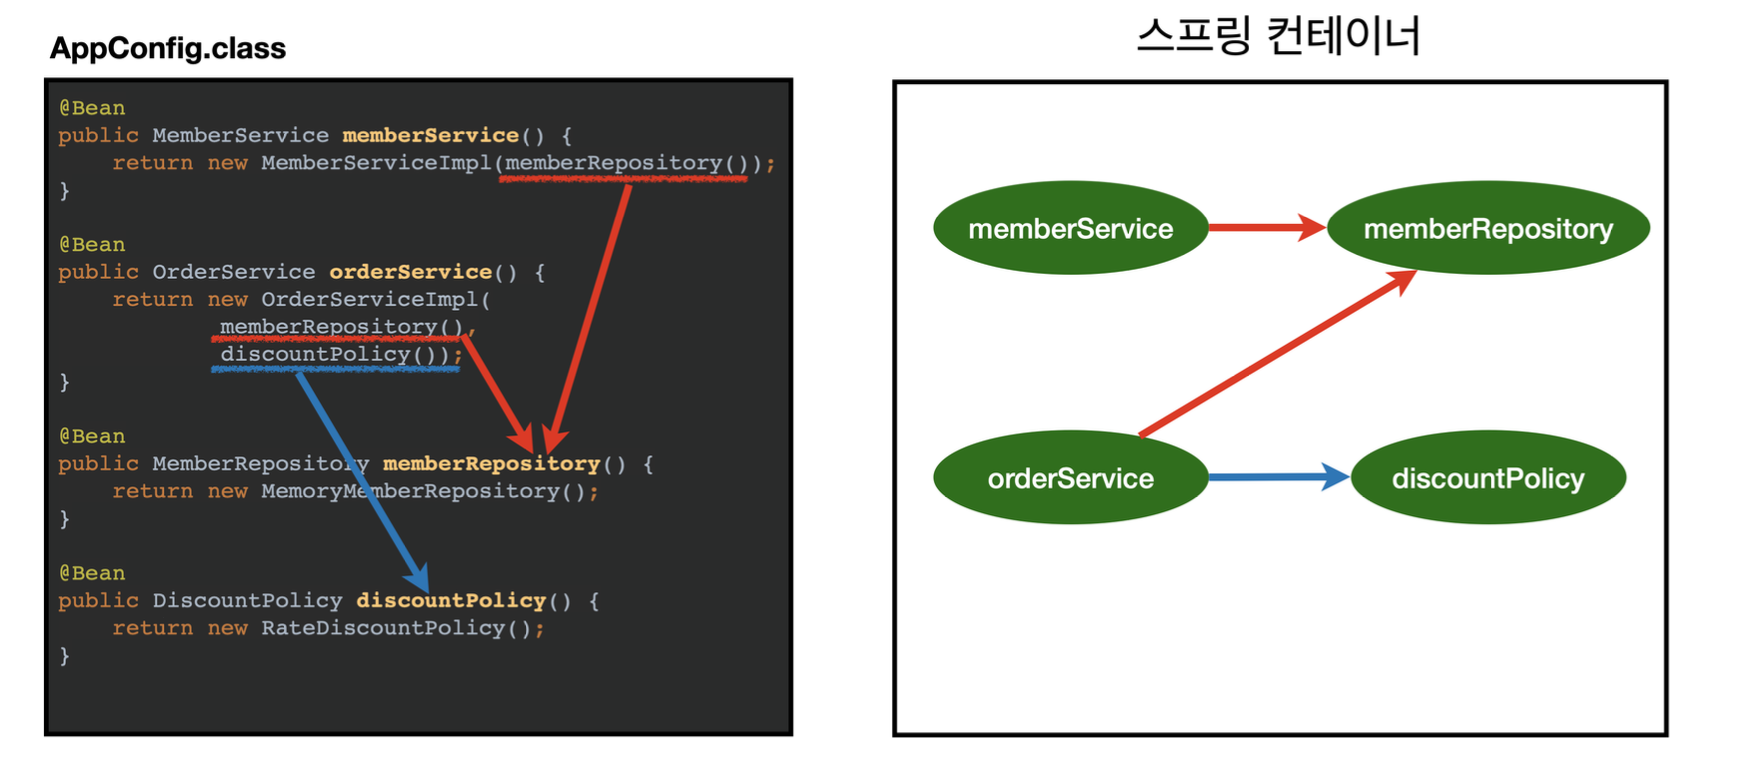 AppConfig.class
@Bean
public MemberService memberService() {
    return new MemberServiceImpl(memberRepository());
}
@Bean
public OrderService orderService() {
    return new OrderServiceImpl(
            memberRepository(),
            discountPolicy());
}
@Bean
public MemberRepository memberRepository() {
    return new MemoryMemberRepository();
}
@Bean
public DiscountPolicy discountPolicy() {
    return new RateDiscountPolicy();
}
스프링 컨테이너
memberService
memberRepository
orderService
discountPolicy